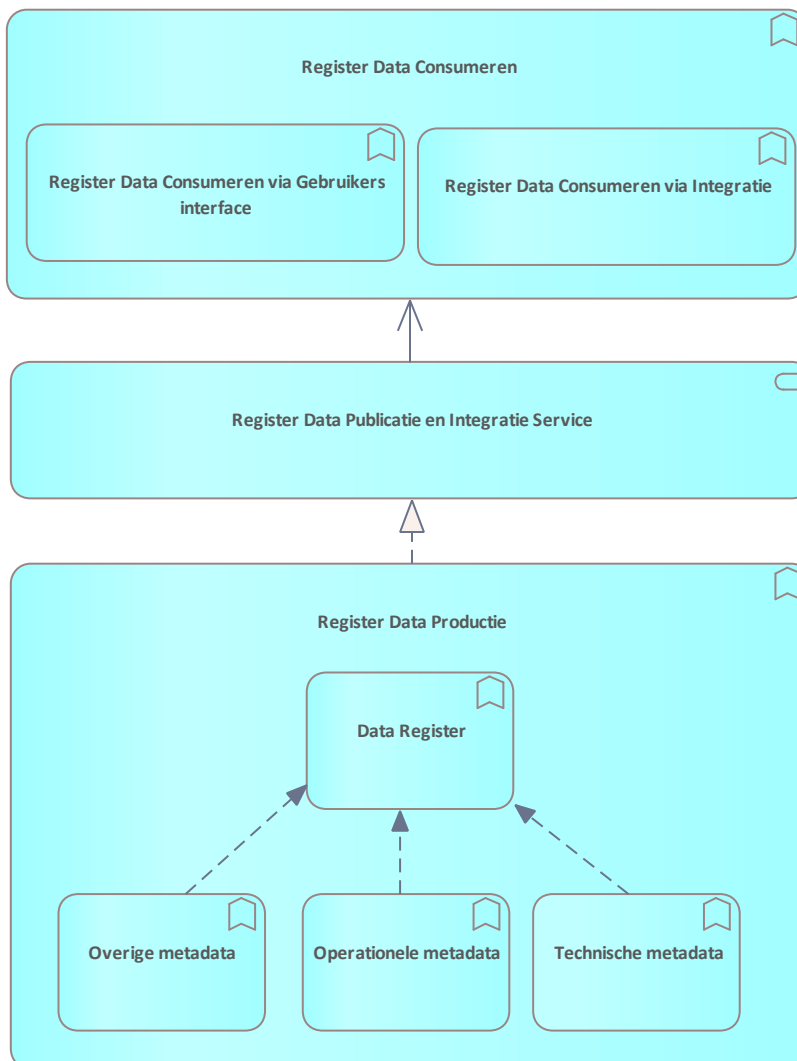 Register Data Consumeren
Register Data Consumeren via Gebruikers
interface
Register Data Consumeren via Integratie
Register Data Publicatie en Integratie Service
Register Data Productie
Data Register
Overige metadata
Operationele metadata
Technische metadata